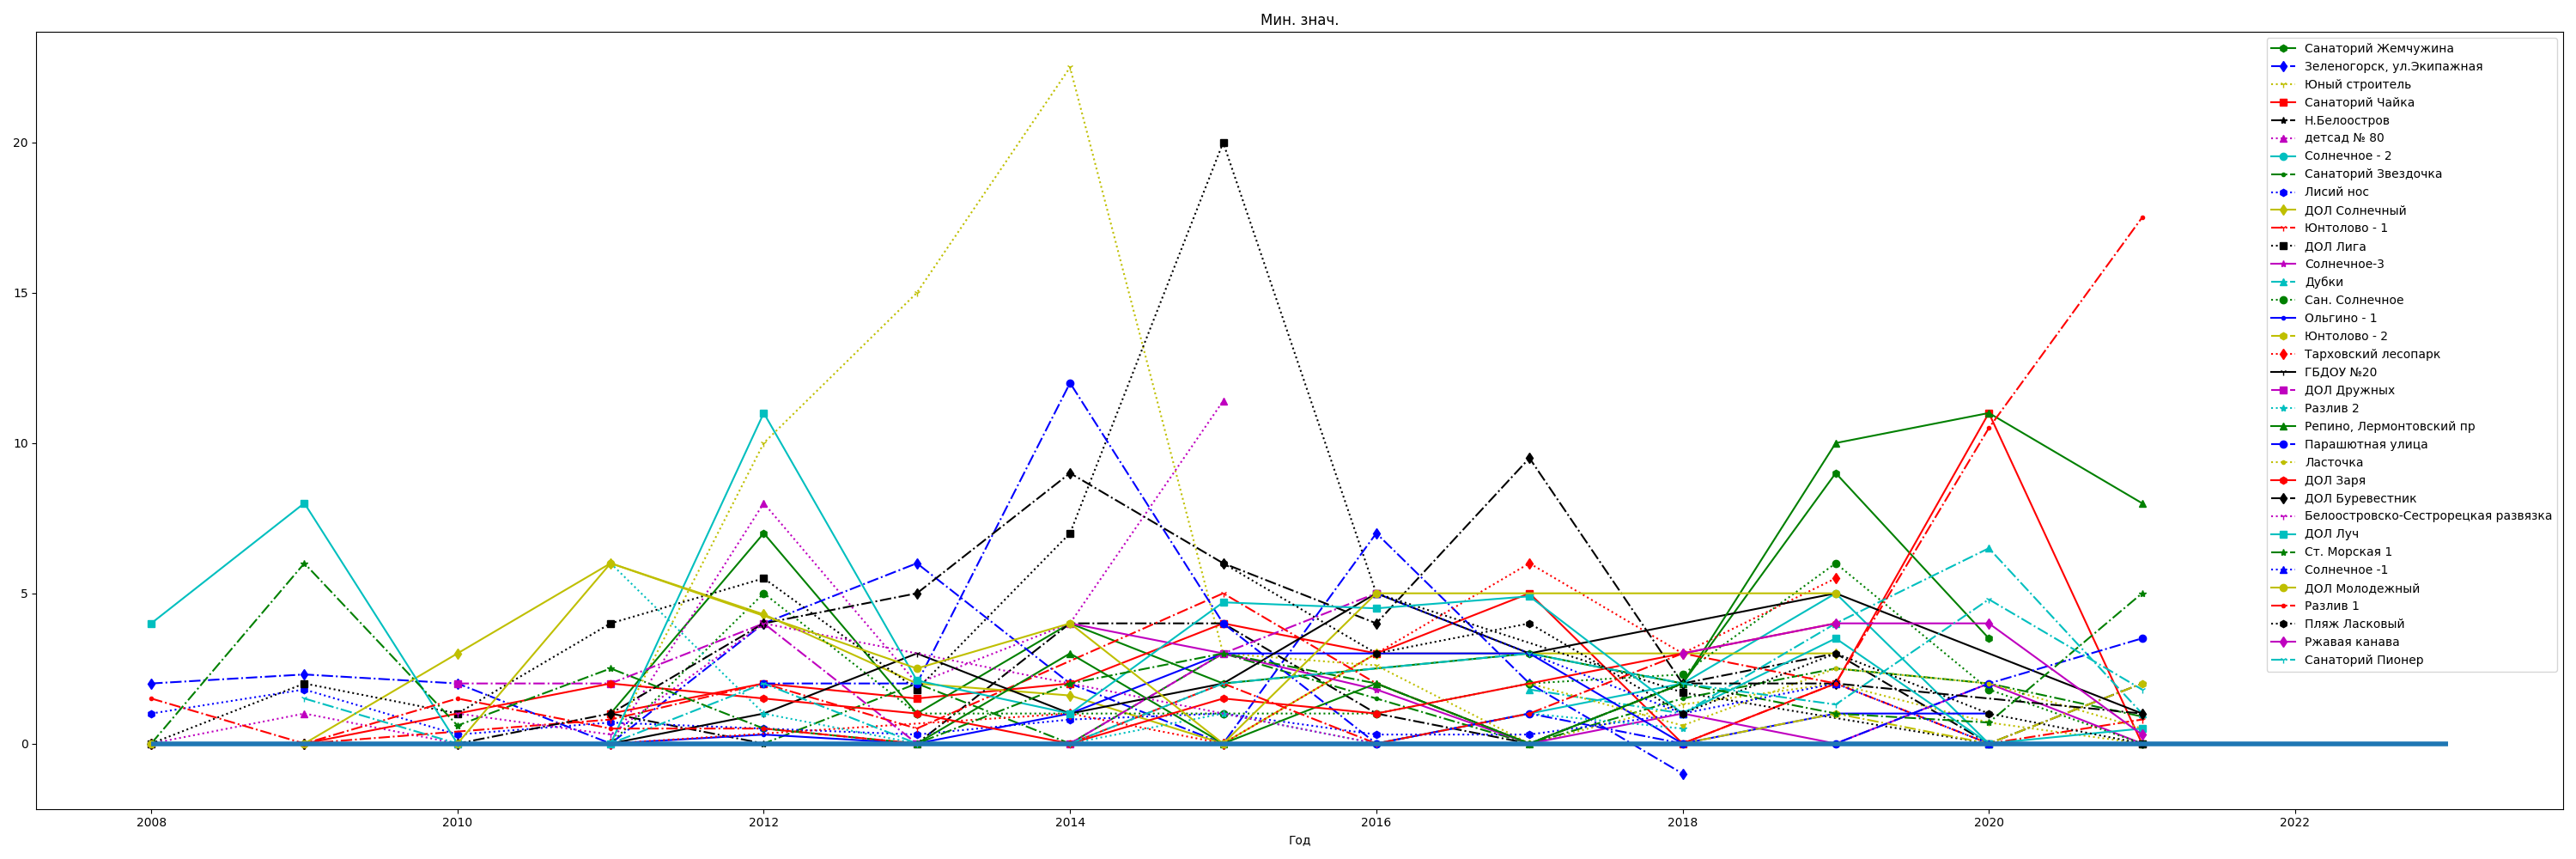 Мин. знач.
20
15
10
5
0
2008
2010
2012
2014
2016
2018
2020
2022
Год
Санаторий Жемчужина
Зеленогорск, ул.Экипажная
Юный строитель
Санаторий Чайка
Н.Белоостров
детсад № 80
Солнечное - 2
Санаторий Звездочка
Лисий нос
ДОЛ Солнечный
Юнтолово - 1
ДОЛ Лига
Солнечное-3
Дубки
Сан. Солнечное
Ольгино - 1
Юнтолово - 2
Тарховский лесопарк
ГБДОУ №20
ДОЛ Дружных
Разлив 2
Репино, Лермонтовский пр
Парашютная улица
Ласточка
ДОЛ Заря
ДОЛ Буревестник
Белоостровско-Сестрорецкая развязка
ДОЛ Луч
Ст. Морская 1
Солнечное -1
ДОЛ Молодежный
Разлив 1
Пляж Ласковый
Ржавая канава
Санаторий Пионер